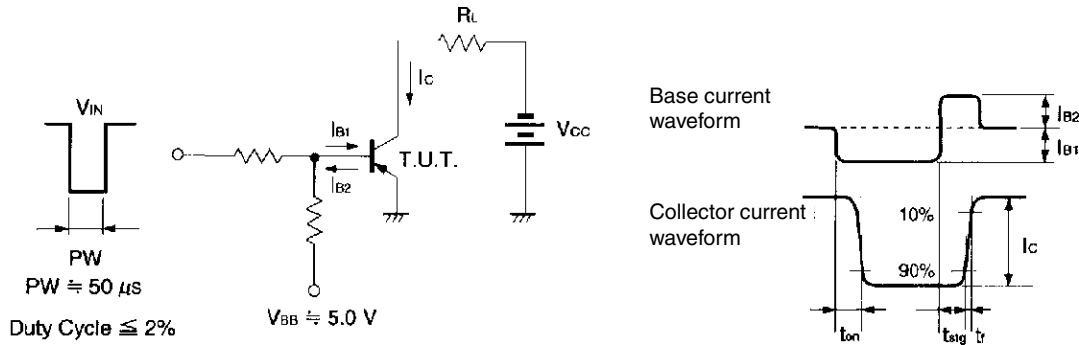 VIN
PW
PW ≒ 50 μs
Duty Cycle ≦ 2%
IB1
IB2
VBB ≒ 5.0 V
IC
T.U.T.
RL
VCC
Base current
waveform
IB2
IB1
Collector current
waveform
10%
90%
IC
ton
tstg
tf